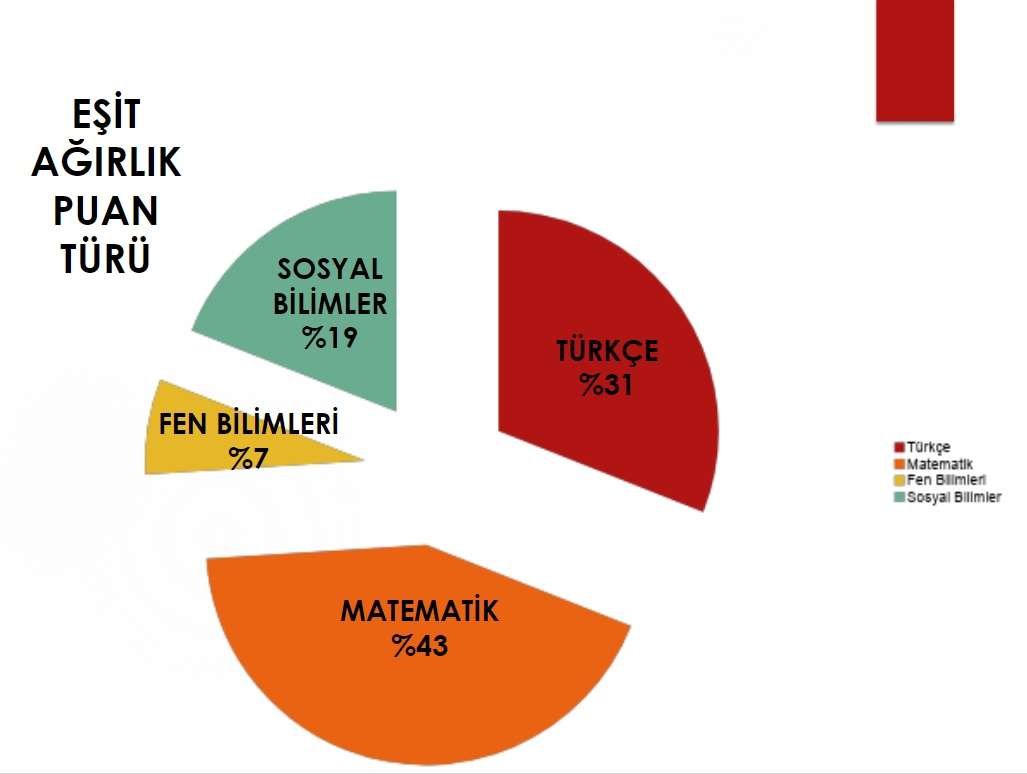 EŞİT
AĞIRLIK
PUAN
TÜRÜ
SOSYAL
BİLİMLER
%19
TÜRKÇE
%31
FEN BİLİMLERİ
%7
MATEMATİK
%43
Türkçe
Matematik
Fen Bilimleri
Sosyal Bilimler